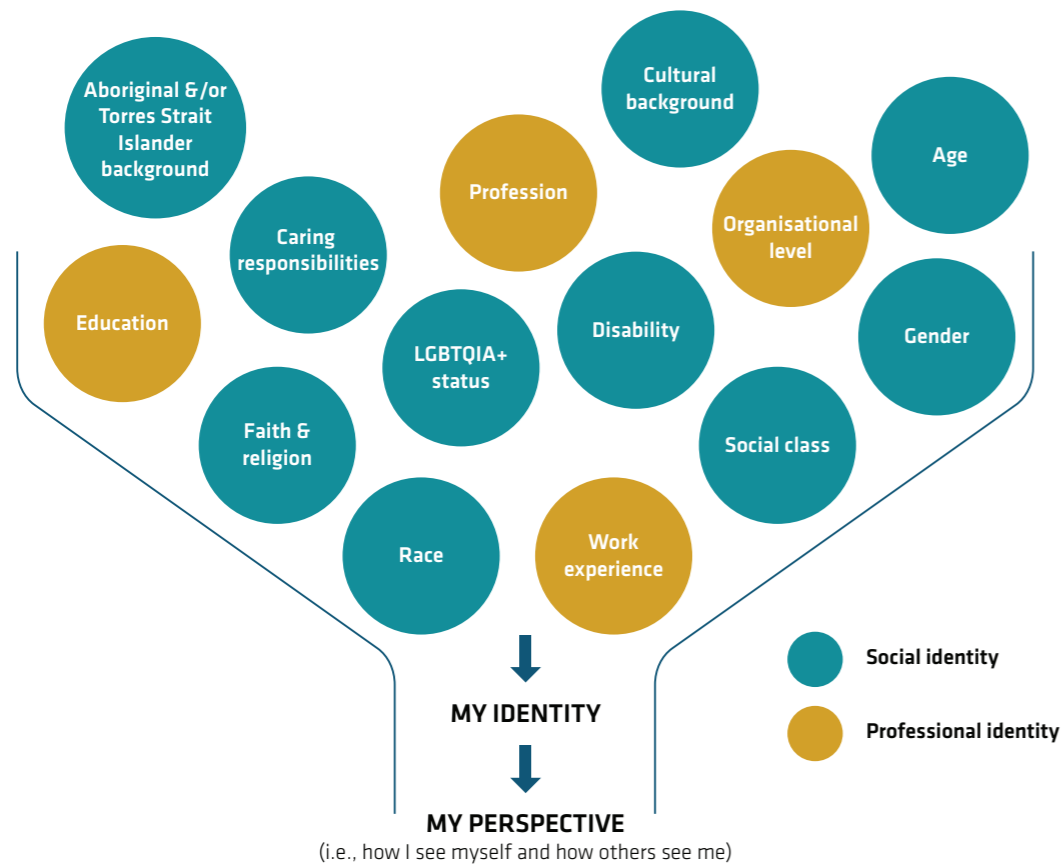 Aboriginal &/or
Torres Strait
Islander
background
Cultural
background
Age
Profession
Organisational
level
Caring
responsibilities
Education
LGBTQIA+
status
Disability
Gender
Faith &
religion
Social class
Race
Work
experience
MY IDENTITY
MY PERSPECTIVE
(i.e., how I see myself and how others see me)
Social identity
Professional identity